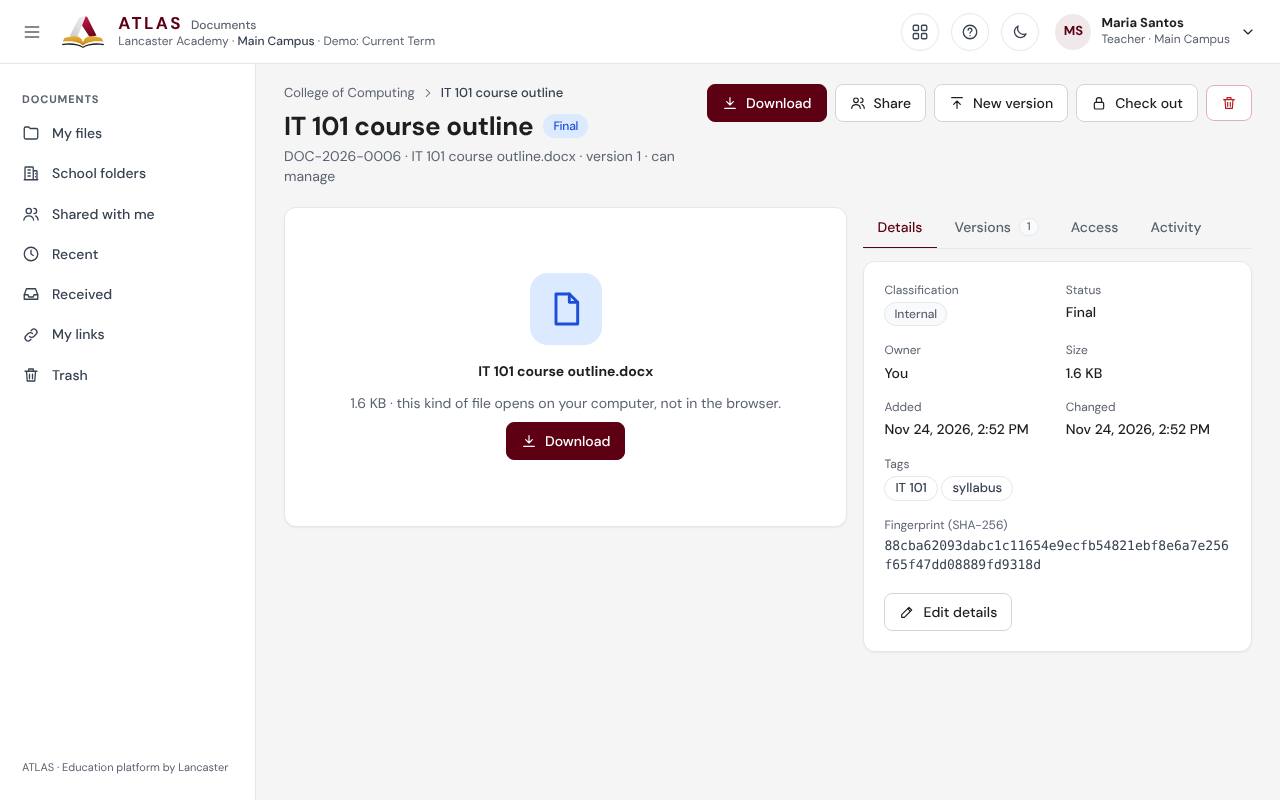 ATLAS Documents
Lancaster Academy · Main Campus · Demo: Current Term
MS
Maria Santos
Teacher · Main Campus
DOCUMENTS
My files
School folders
Shared with me
Recent
Received
My links
Trash
ATLAS · Education platform by Lancaster
College of Computing > IT 101 course outline
IT 101 course outline Final
DOC-2026-0006 · IT 101 course outline.docx · version 1 · can
manage
Download Share New version Check out
IT 101 course outline.docx
1.6 KB · this kind of file opens on your computer, not in the browser.
Download
Details Versions 1 Access Activity
Classification Status
Internal Final
Owner Size
You 1.6 KB
Added Changed
Nov 24, 2026, 2:52 PM Nov 24, 2026, 2:52 PM
Tags
IT 101 syllabus
Fingerprint (SHA-256)
88cba62093dabc1c11654e9ecfb54821ebf8e6a7e256
f65f47dd08889fd9318d
Edit details